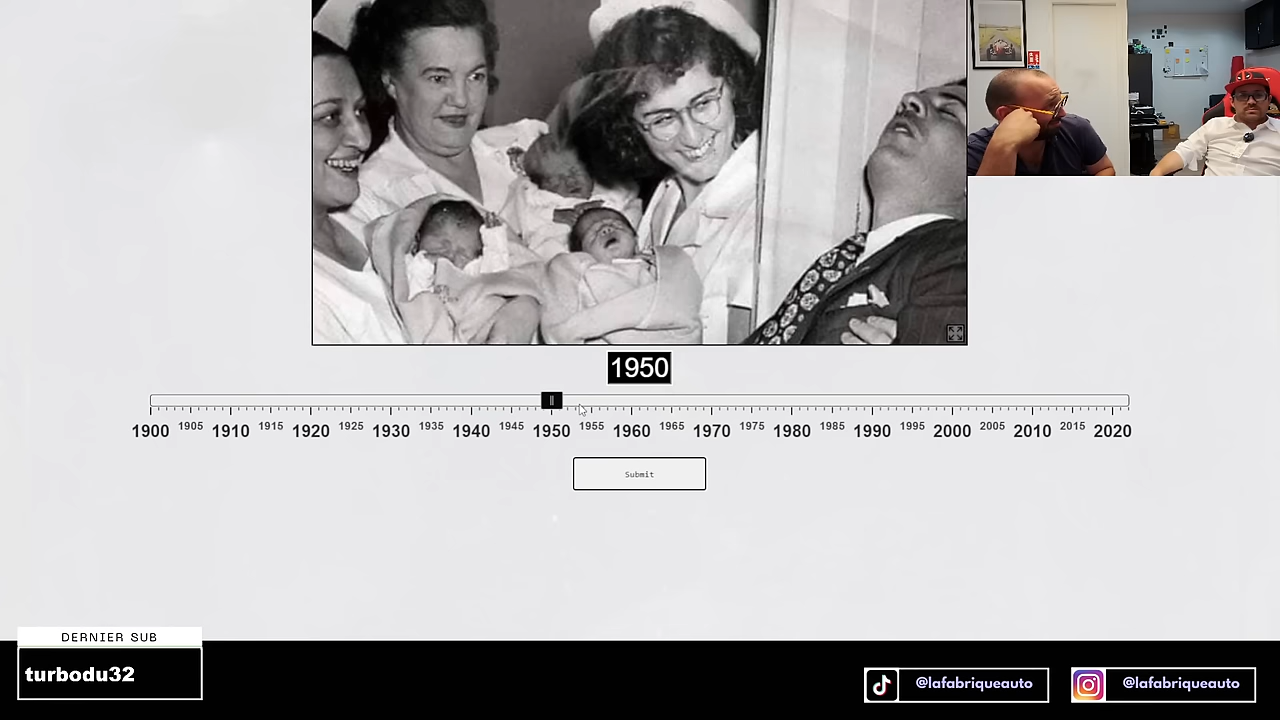 1950
1900 1905 1910 1915 1920 1925 1930 1935 1940 1945 1950 1955 1960 1965 1970 1975 1980 1985 1990 1995 2000 2005 2010 2015 2020
Submit
DERNIER SUB
turbodu32
@lafabriqueauto
@lafabriqueauto